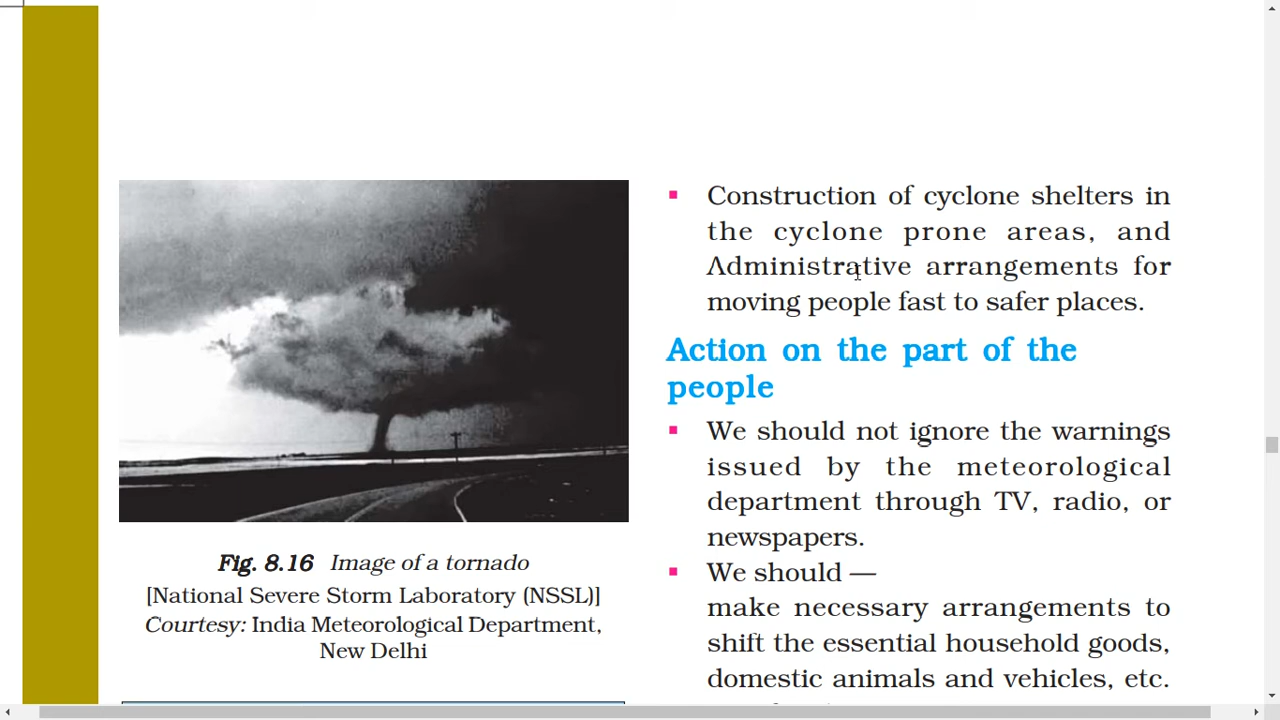 Fig. 8.16 Image of a tornado
[National Severe Storm Laboratory (NSSL)]
Courtesy: India Meteorological Department,
New Delhi
Construction of cyclone shelters in
the cyclone prone areas, and
Administrative arrangements for
moving people fast to safer places.
Action on the part of the
people
We should not ignore the warnings
issued by the meteorological
department through TV, radio, or
newspapers.
We should —
make necessary arrangements to
shift the essential household goods,
domestic animals and vehicles, etc.